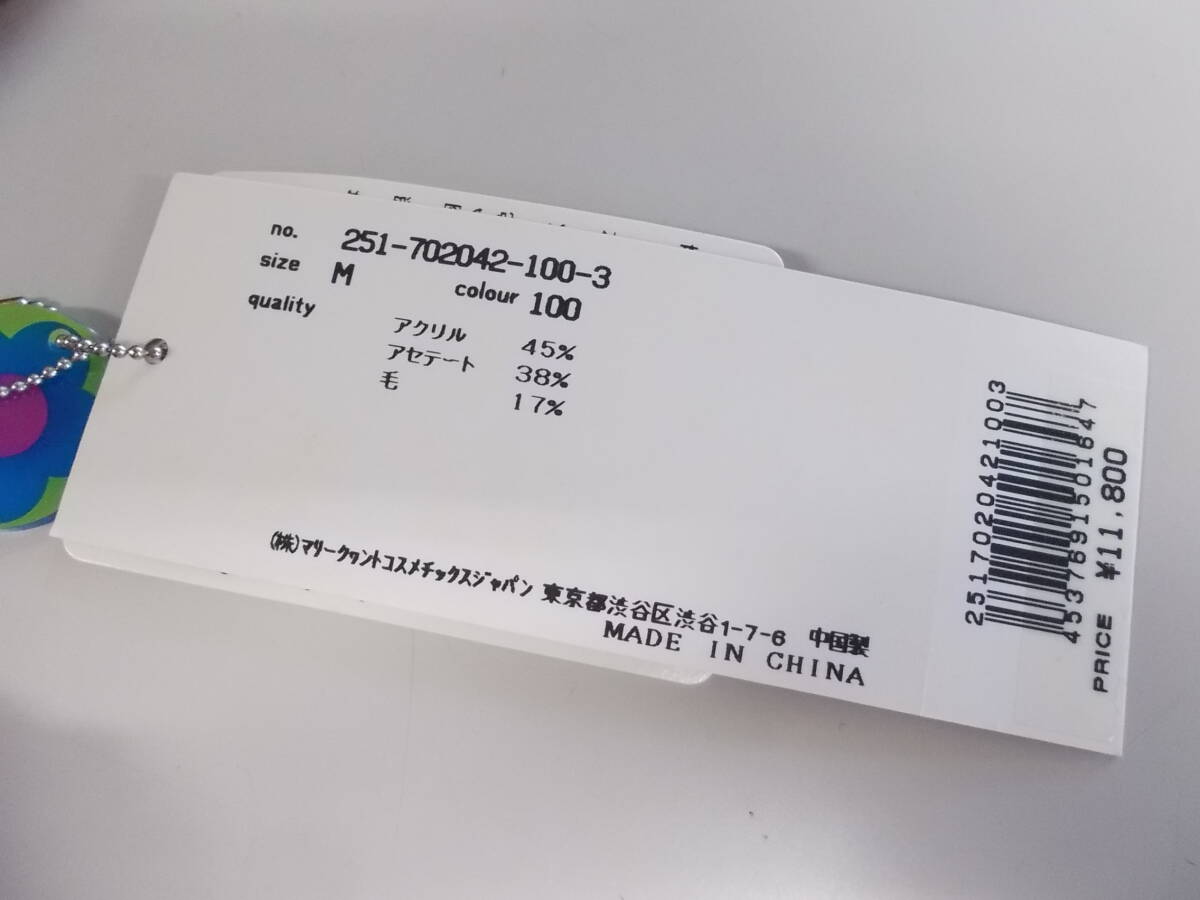 no. 251-702042-100-3
size M colour 100
quality
アクリル 45%
アセテート 38%
毛 17%
(株)マリークヮントコスメチックスジャパン 東京都渋谷区渋谷1-7-6 中国製
MADE IN CHINA
2517020421003
4537691501647
PRICE ¥11,800